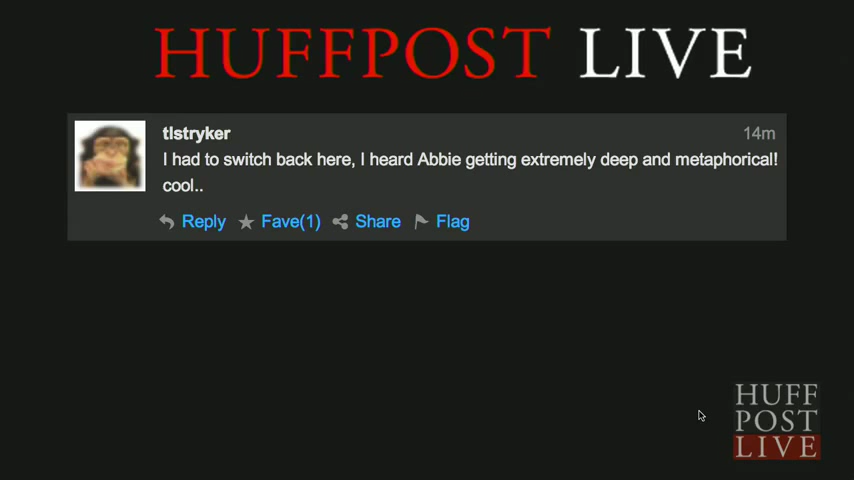 HUFFPOST LIVE
tlstryker 14m
I had to switch back here, I heard Abbie getting extremely deep and metaphorical!
cool..
Reply Fave(1) Share Flag
HUFF
POST
LIVE